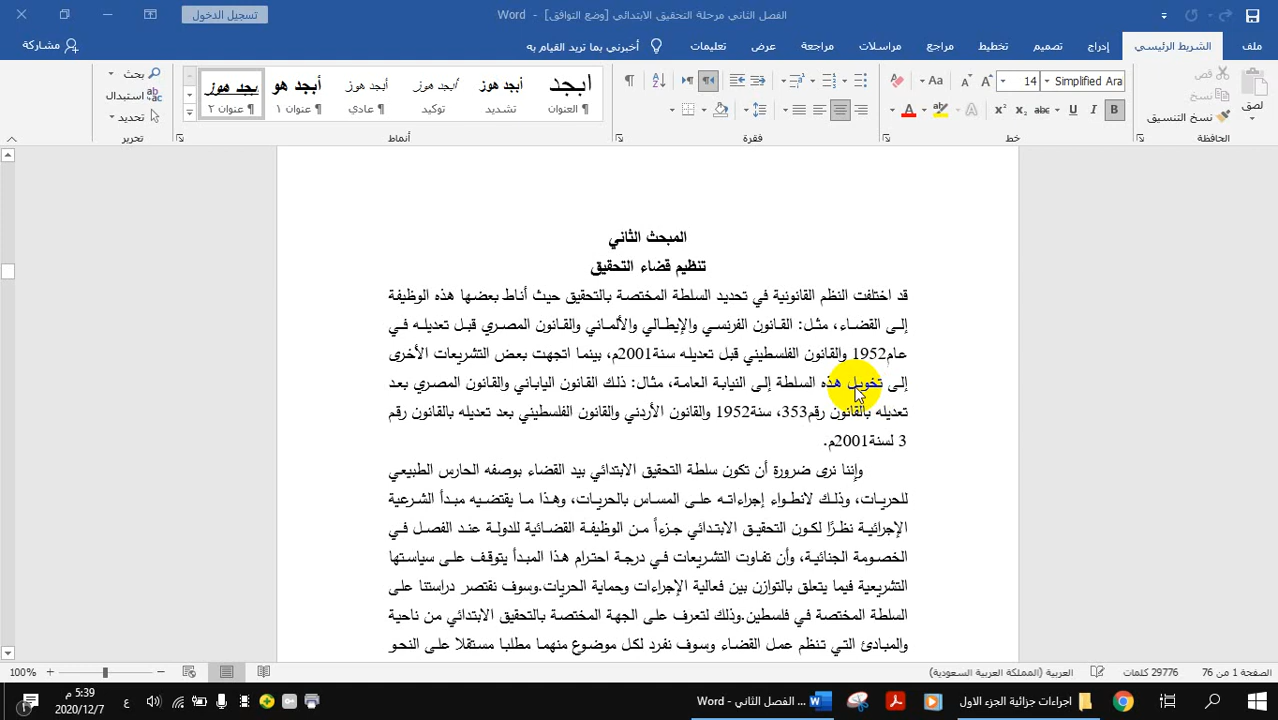 الفصل الثاني مرحلة التحقيق الابتدائي [وضع التوافق] - Word
تسجيل الدخول
ملف
الشريط الرئيسي
إدراج
تصميم
تخطيط
مراجع
مراسلات
مراجعة
عرض
تعليمات
أخبرني بما تريد القيام به
مشاركة
لصق
قص
نسخ
نسخ التنسيق
الحافظة
Simplified Ara
14
Aa
B I U abc x₂ x²
خط
فقرة
ابجد
العنوان
أبجد هوز
تشديد
أبجد هوز
توكيد
أبجد هوز
¶ عادي
أبجد هو
¶ عنوان ١
بجد هوز
¶ عنوان ٢
أنماط
بحث
استبدال
تحديد
تحرير
المبحث الثاني
تنظيم قضاء التحقيق
قد اختلفت النظم القانونية في تحديد السلطة المختصة بالتحقيق حيث أناط بعضها هذه الوظيفة
إلى القضاء، مثل: القانون الفرنسي والإيطالي والألماني والقانون المصري قبل تعديله في
عام1952 والقانون الفلسطيني قبل تعديله سنة2001م، بينما اتجهت بعض التشريعات الأخرى
إلى تخويل هذه السلطة إلى النيابة العامة، مثال: ذلك القانون الياباني والقانون المصري بعد
تعديله بالقانون رقم353، سنة1952 والقانون الأردني والقانون الفلسطيني بعد تعديله بالقانون رقم
3 لسنة2001م.
وإننا نرى ضرورة أن تكون سلطة التحقيق الابتدائي بيد القضاء بوصفه الحارس الطبيعي
للحريات، وذلك لانطواء إجراءاته على المساس بالحريات، وهذا ما يقتضيه مبدأ الشرعية
الإجرائية نظرًا لكون التحقيق الابتدائي جزءاً من الوظيفة القضائية للدولة عند الفصل في
الخصومة الجنائية، وأن تفاوت التشريعات في درجة احترام هذا المبدأ يتوقف على سياستها
التشريعية فيما يتعلق بالتوازن بين فعالية الإجراءات وحماية الحريات.وسوف نقتصر دراستنا على
السلطة المختصة في فلسطين.وذلك لتعرف على الجهة المختصة بالتحقيق الابتدائي من ناحية
والمبادئ التي تنظم عمل القضاء وسوف نفرد لكل موضوع منهما مطلبا مستقلا على النحو
الصفحة 1 من 76
29776 كلمات
العربية (المملكة العربية السعودية)
100%
اجراءات جزائية الجزء الاول
الفصل الثاني - Word ...
ع
5:39 م
2020/12/7